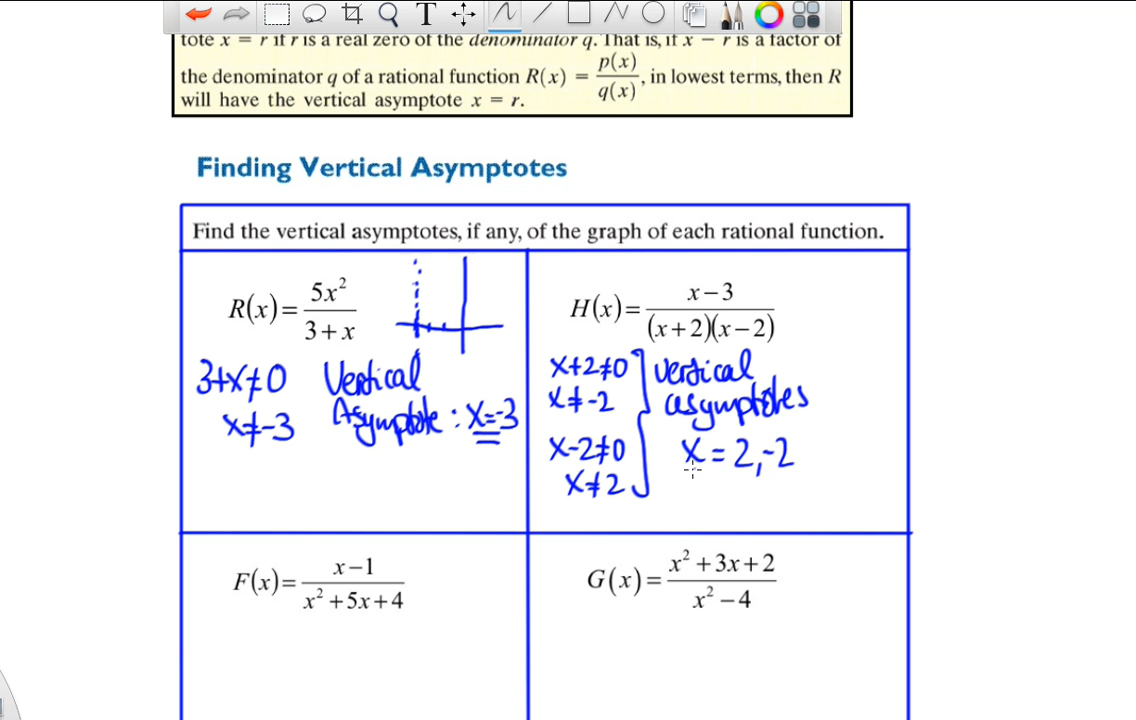 T
tote x = r if r is a real zero of the denominator q. That is, if x − r is a factor of
the denominator q of a rational function R(x) = p(x)/q(x), in lowest terms, then R
will have the vertical asymptote x = r.
Finding Vertical Asymptotes
Find the vertical asymptotes, if any, of the graph of each rational function.
R(x)= 5x²/3+x
3+x≠0 Vertical
x≠-3 Asymptote: x=-3
H(x)= x−3/(x+2)(x−2)
x+2≠0 vertical
x≠-2 asymptotes
x-2≠0 x=2,-2
x≠2
F(x)= x−1/x²+5x+4
G(x)= x²+3x+2/x²−4